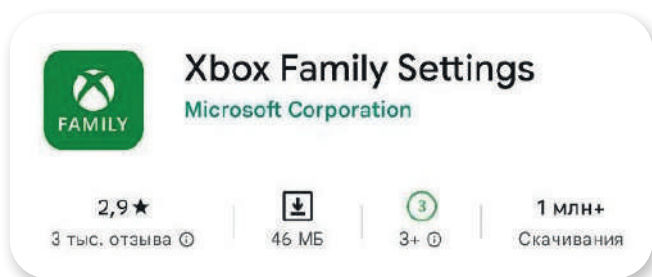 Xbox Family Settings
Microsoft Corporation
FAMILY
2,9★
3 тыс. отзыва ⓘ
46 МБ
3
3+ ⓘ
1 млн+
Скачивания